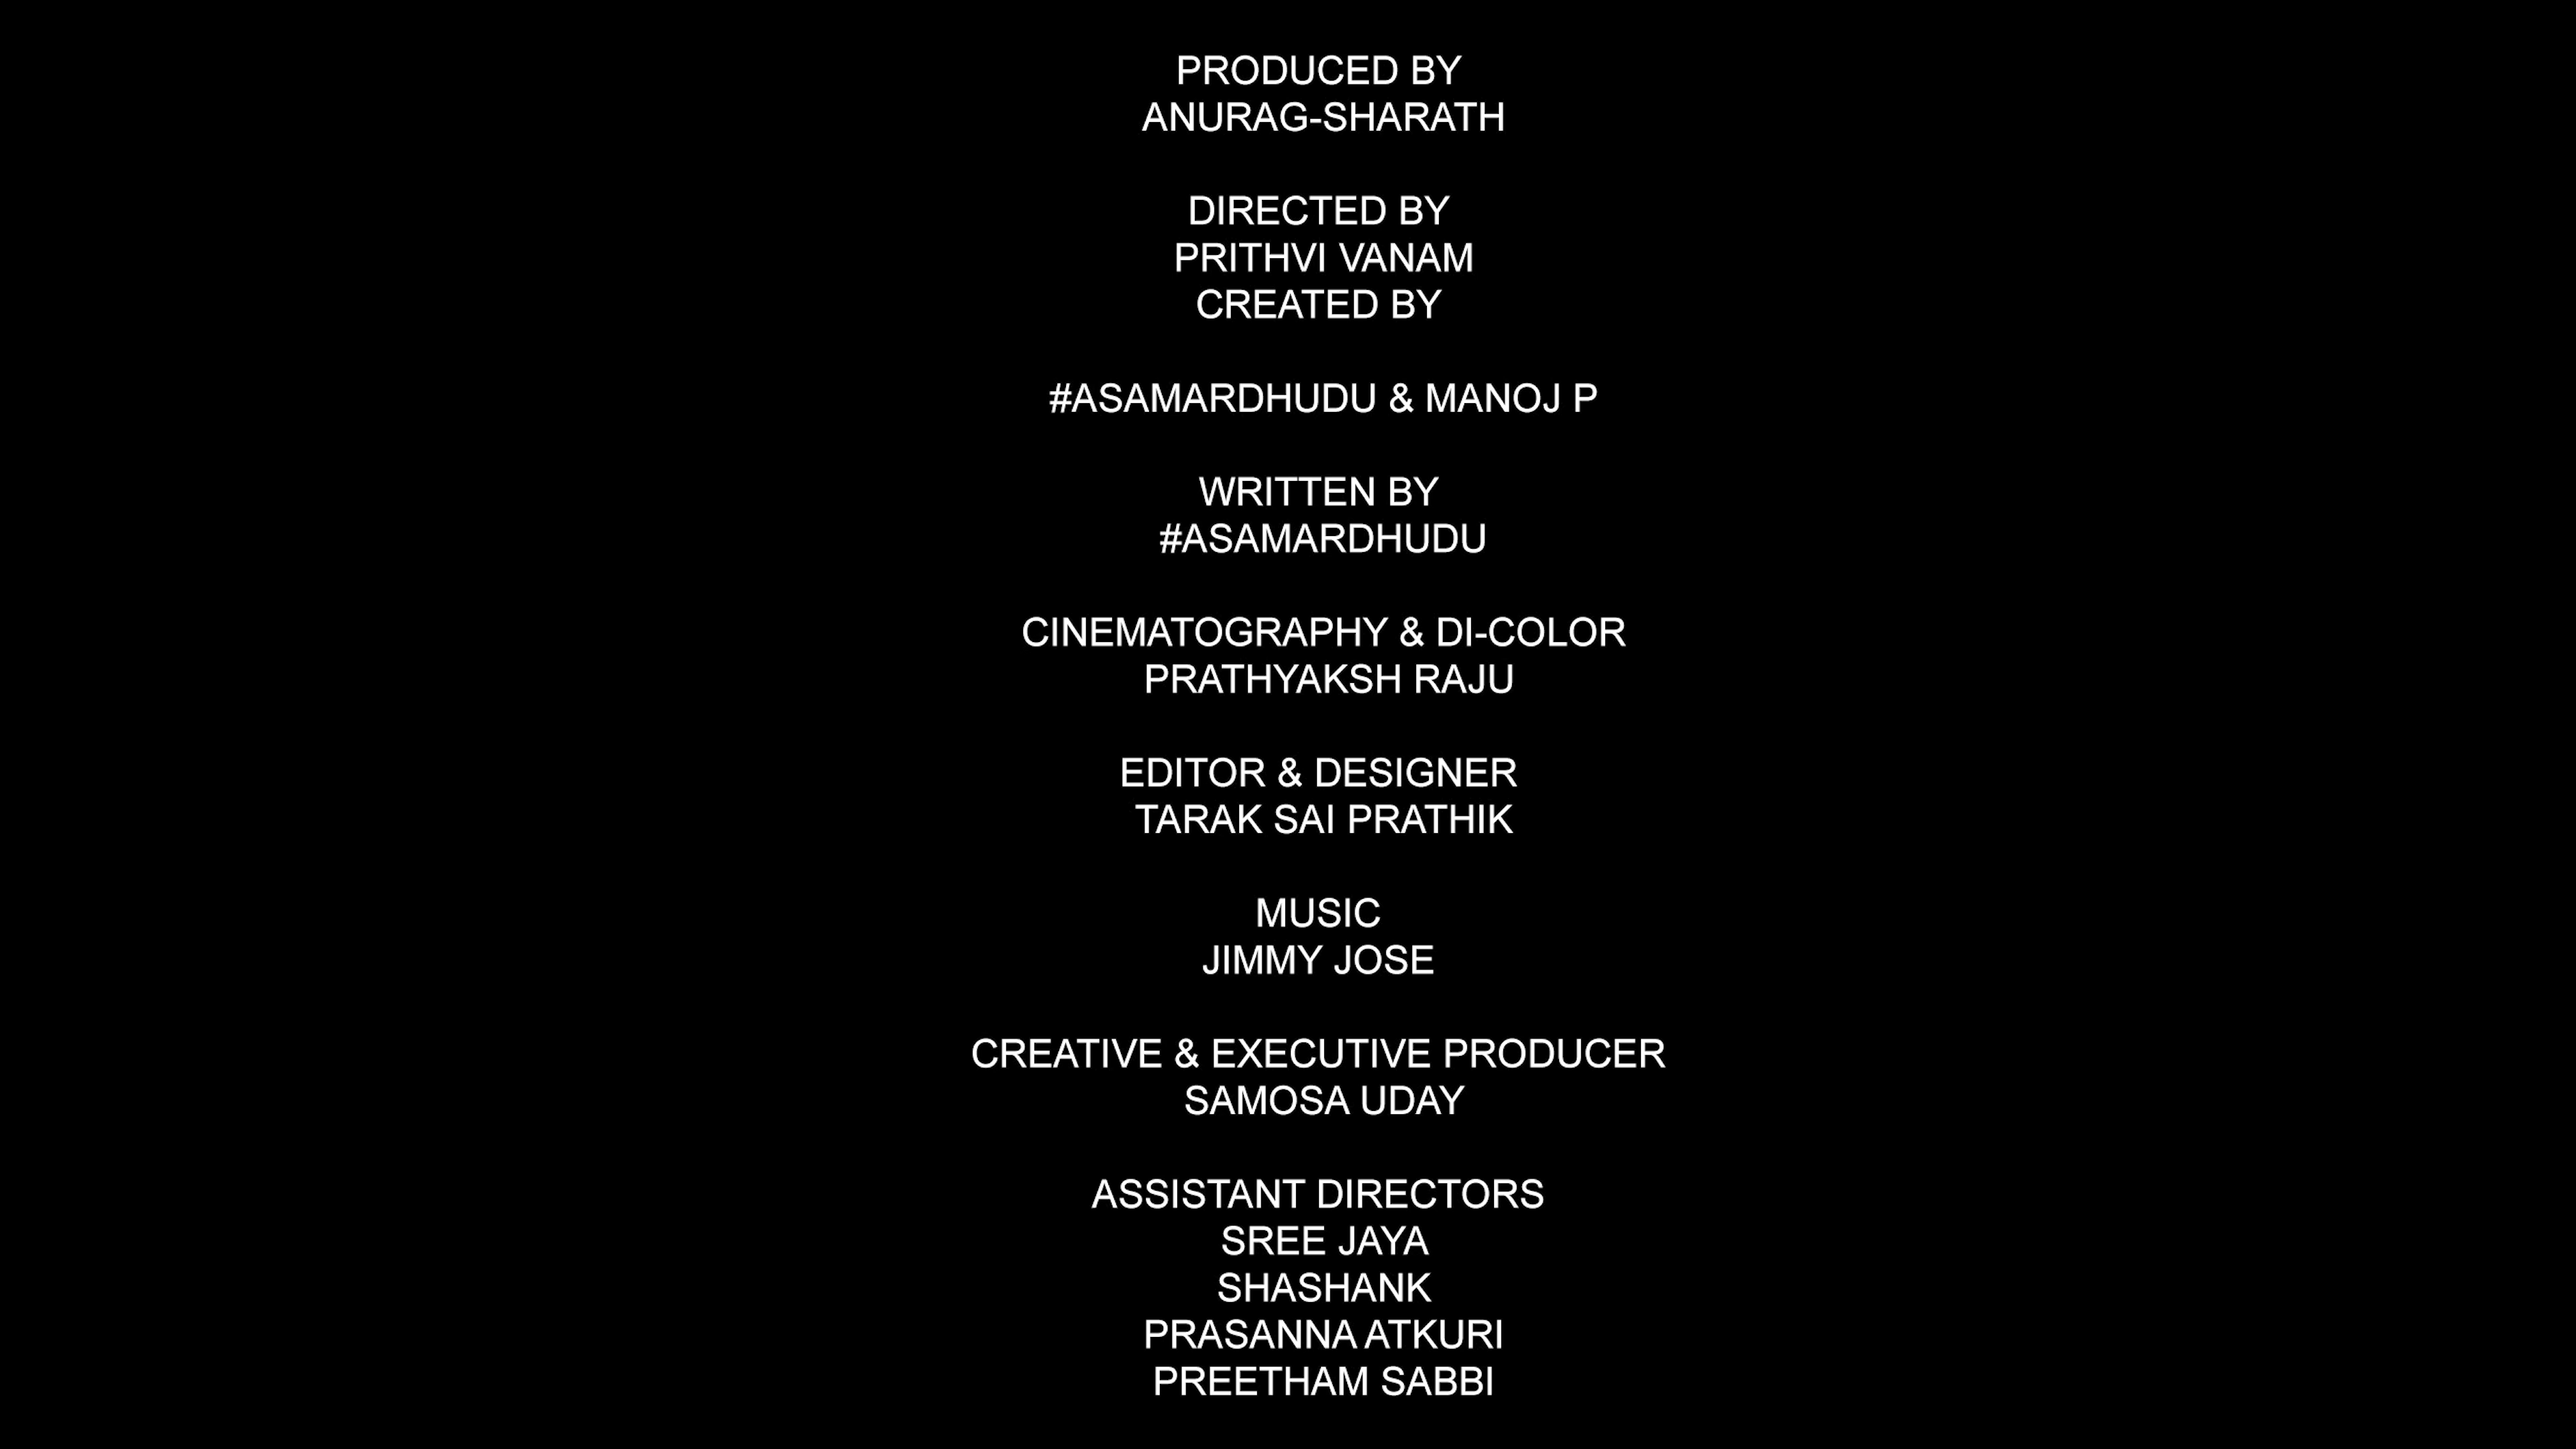 PRODUCED BY
ANURAG-SHARATH
DIRECTED BY
PRITHVI VANAM
CREATED BY
#ASAMARDHUDU & MANOJ P
WRITTEN BY
#ASAMARDHUDU
CINEMATOGRAPHY & DI-COLOR
PRATHYAKSH RAJU
EDITOR & DESIGNER
TARAK SAI PRATHIK
MUSIC
JIMMY JOSE
CREATIVE & EXECUTIVE PRODUCER
SAMOSA UDAY
ASSISTANT DIRECTORS
SREE JAYA
SHASHANK
PRASANNA ATKURI
PREETHAM SABBI